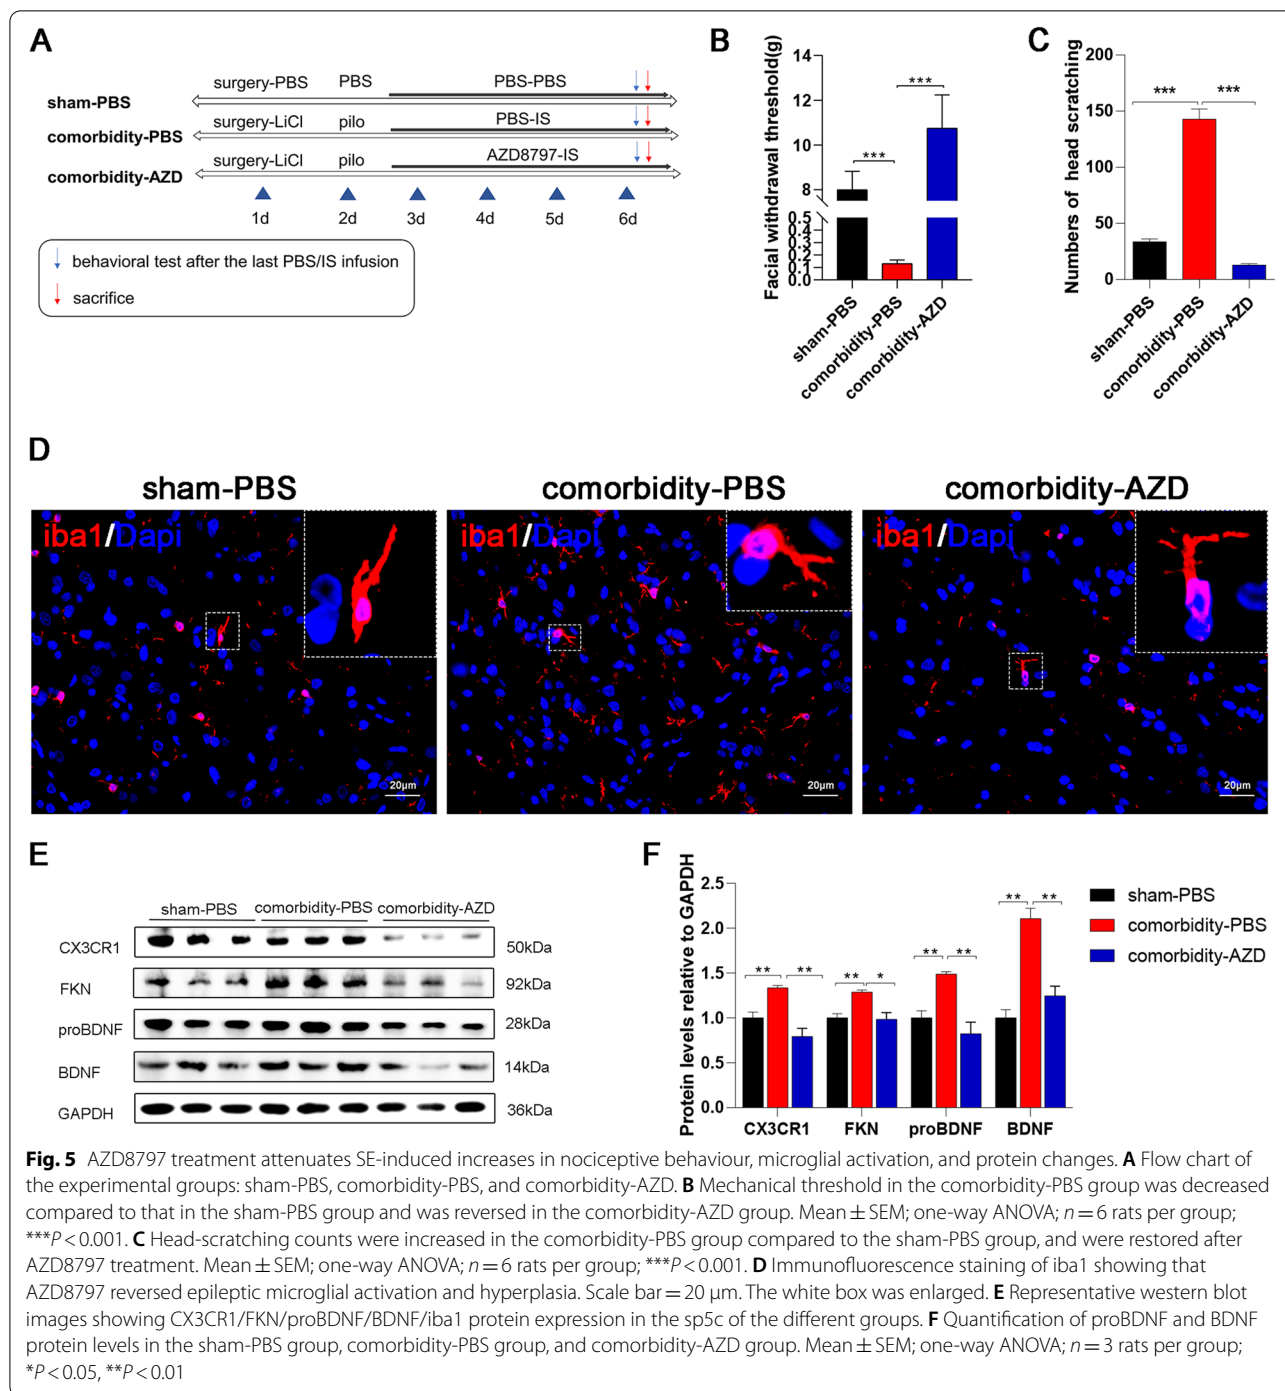 A
surgery-PBS PBS PBS-PBS
sham-PBS
surgery-LiCl pilo PBS-IS
comorbidity-PBS
surgery-LiCl pilo AZD8797-IS
comorbidity-AZD
1d 2d 3d 4d 5d 6d
behavioral test after the last PBS/IS infusion
sacrifice
B
Facial withdrawal threshold(g)
14
12
10
8
0.5
0.4
0.3
0.2
0.1
0.0
***
***
sham-PBS
comorbidity-PBS
comorbidity-AZD
C
Numbers of head scratching
200
150
100
50
0
*** ***
sham-PBS
comorbidity-PBS
comorbidity-AZD
D
sham-PBS comorbidity-PBS comorbidity-AZD
iba1/Dapi iba1/Dapi iba1/Dapi
20μm 20μm 20μm
E
sham-PBS comorbidity-PBS comorbidity-AZD
CX3CR1 50kDa
FKN 92kDa
proBDNF 28kDa
BDNF 14kDa
GAPDH 36kDa
F
Protein levels relative to GAPDH
2.5
2.0
1.5
1.0
0.5
0.0
** ** ** * ** ** ** **
CX3CR1 FKN proBDNF BDNF
sham-PBS
comorbidity-PBS
comorbidity-AZD
Fig. 5 AZD8797 treatment attenuates SE-induced increases in nociceptive behaviour, microglial activation, and protein changes. A Flow chart of
the experimental groups: sham-PBS, comorbidity-PBS, and comorbidity-AZD. B Mechanical threshold in the comorbidity-PBS group was decreased
compared to that in the sham-PBS group and was reversed in the comorbidity-AZD group. Mean ± SEM; one-way ANOVA; n = 6 rats per group;
***P < 0.001. C Head-scratching counts were increased in the comorbidity-PBS group compared to the sham-PBS group, and were restored after
AZD8797 treatment. Mean ± SEM; one-way ANOVA; n = 6 rats per group; ***P < 0.001. D Immunofluorescence staining of iba1 showing that
AZD8797 reversed epileptic microglial activation and hyperplasia. Scale bar = 20 μm. The white box was enlarged. E Representative western blot
images showing CX3CR1/FKN/proBDNF/BDNF/iba1 protein expression in the sp5c of the different groups. F Quantification of proBDNF and BDNF
protein levels in the sham-PBS group, comorbidity-PBS group, and comorbidity-AZD group. Mean ± SEM; one-way ANOVA; n = 3 rats per group;
*P < 0.05, **P < 0.01